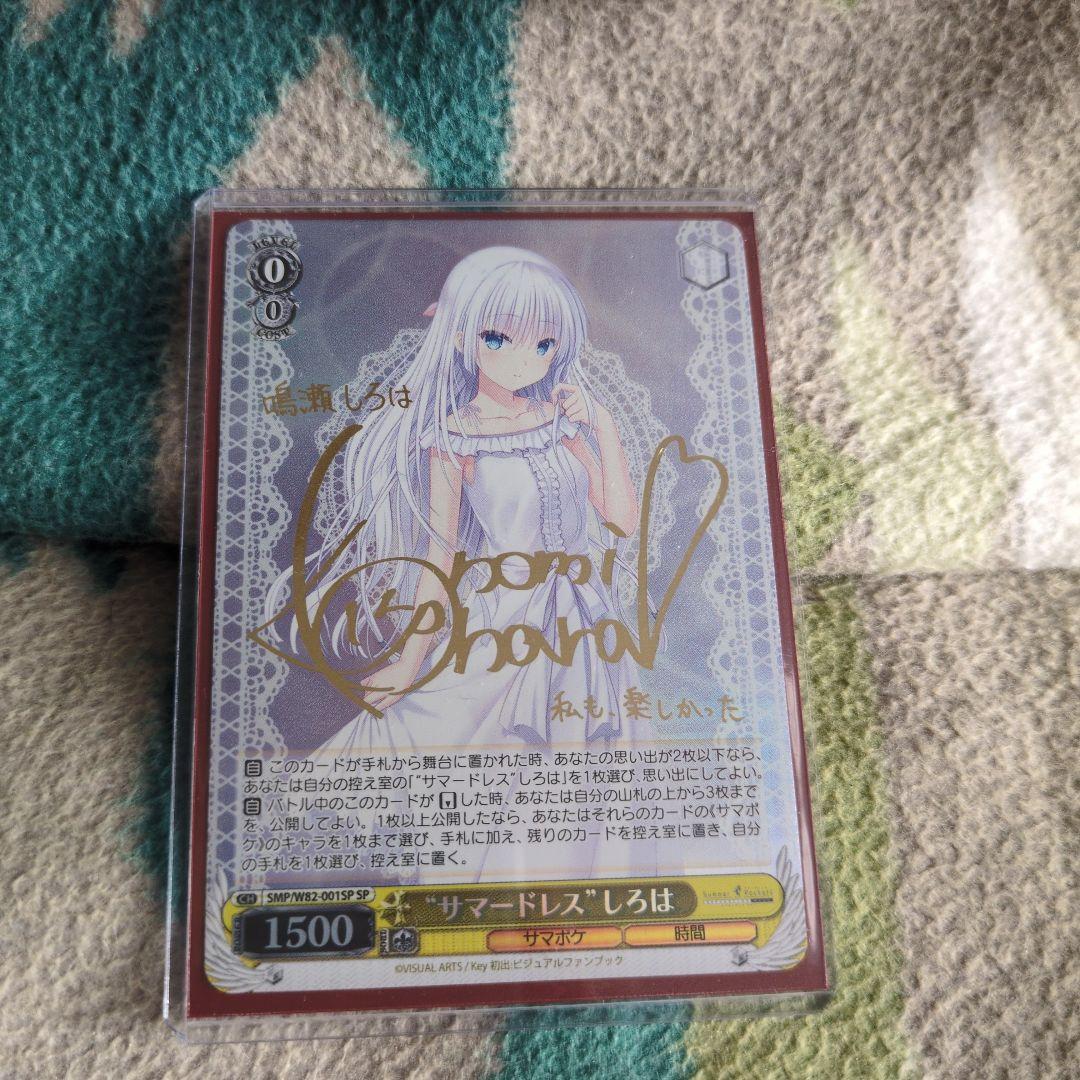 LEVEL
0
0
COST
鳴瀬しろは
Konomi
Kohara
私も、楽しかった
自 このカードが手札から舞台に置かれた時、あなたの思い出が2枚以下なら、
あなたは自分の控え室の「“サマードレス”しろは」を1枚選び、思い出にしてよい。
自 バトル中のこのカードがした時、あなたは自分の山札の上から3枚まで
を、公開してよい。1枚以上公開したなら、あなたはそれらのカードの《サマポ
ケ》のキャラを1枚まで選び、手札に加え、残りのカードを控え室に置き、自分
の手札を1枚選び、控え室に置く。
CH SMP/W82-001SP SP
“サマードレス”しろは
Summer Pockets
POWER 1500 SOUL
サマポケ 時間
©VISUAL ARTS / Key 初出:ビジュアルファンブック